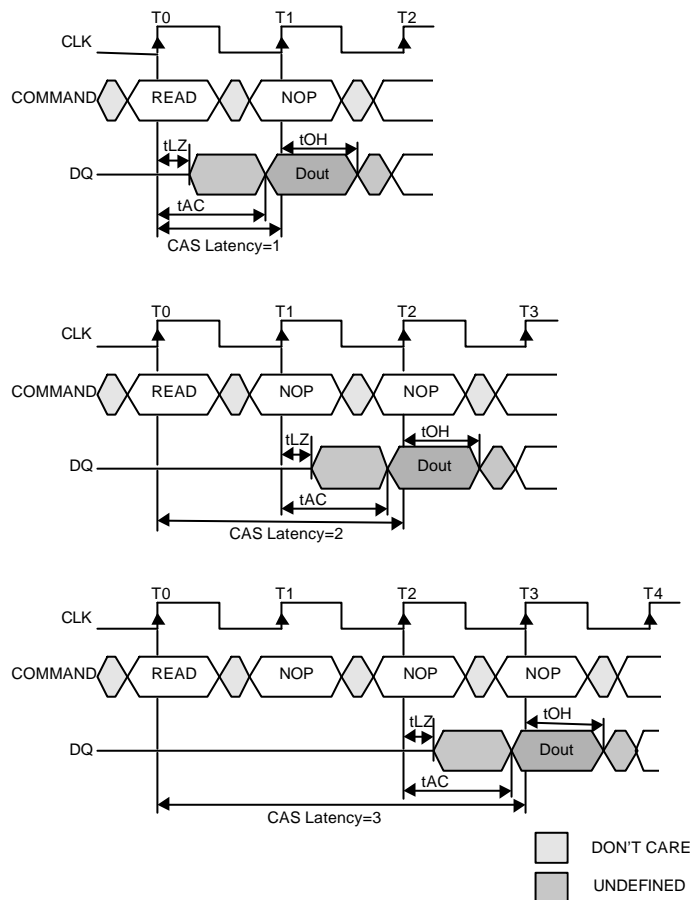 T0 T1 T2
CLK
COMMAND READ NOP
tLZ tOH
DQ Dout
tAC
CAS Latency=1
T0 T1 T2 T3
CLK
COMMAND READ NOP NOP
tLZ tOH
DQ Dout
tAC
CAS Latency=2
T0 T1 T2 T3 T4
CLK
COMMAND READ NOP NOP NOP
tLZ tOH
DQ Dout
tAC
CAS Latency=3
DON'T CARE
UNDEFINED